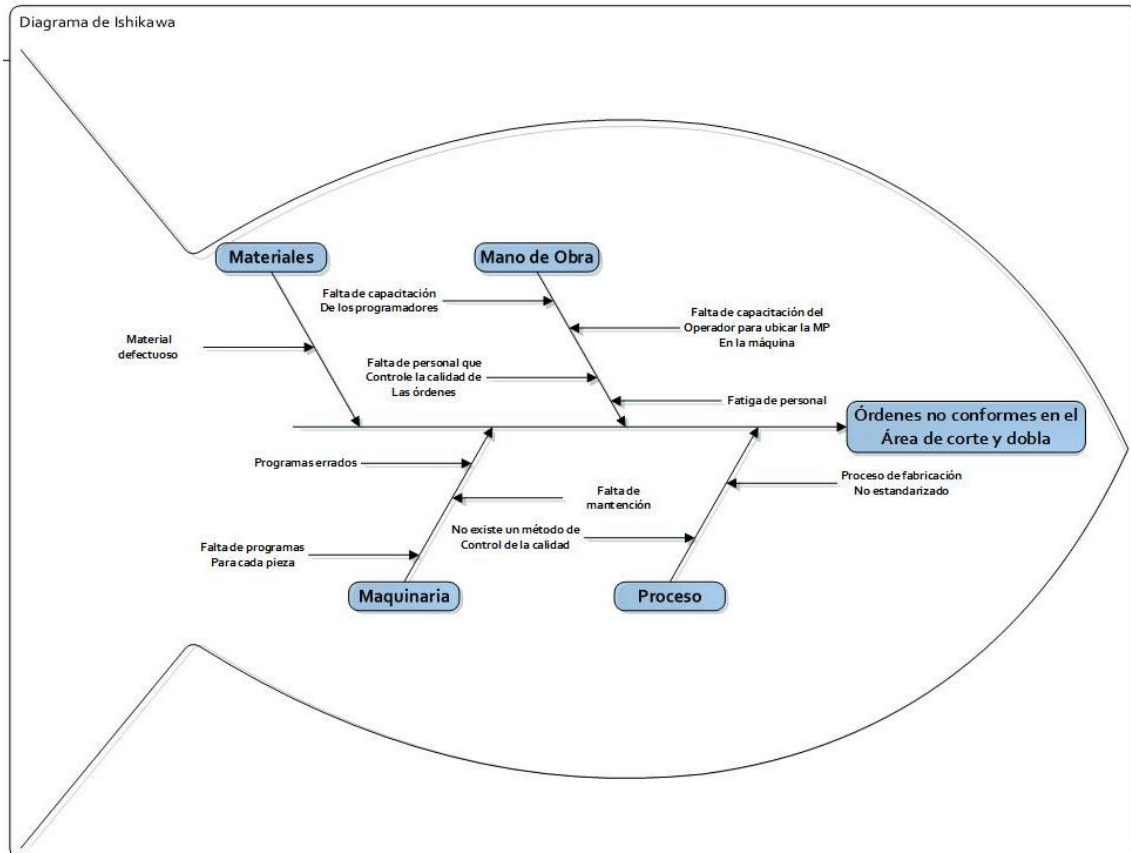 Diagrama de Ishikawa
Materiales
Mano de Obra
Falta de capacitación
De los programadores
Falta de capacitación del
Operador para ubicar la MP
En la máquina
Material
defectuoso
Falta de personal que
Controle la calidad de
Las órdenes
Fatiga de personal
Órdenes no conformes en el
Área de corte y dobla
Programas errados
Proceso de fabricación
No estandarizado
Falta de
mantención
No existe un método de
Control de la calidad
Falta de programas
Para cada pieza
Maquinaria
Proceso